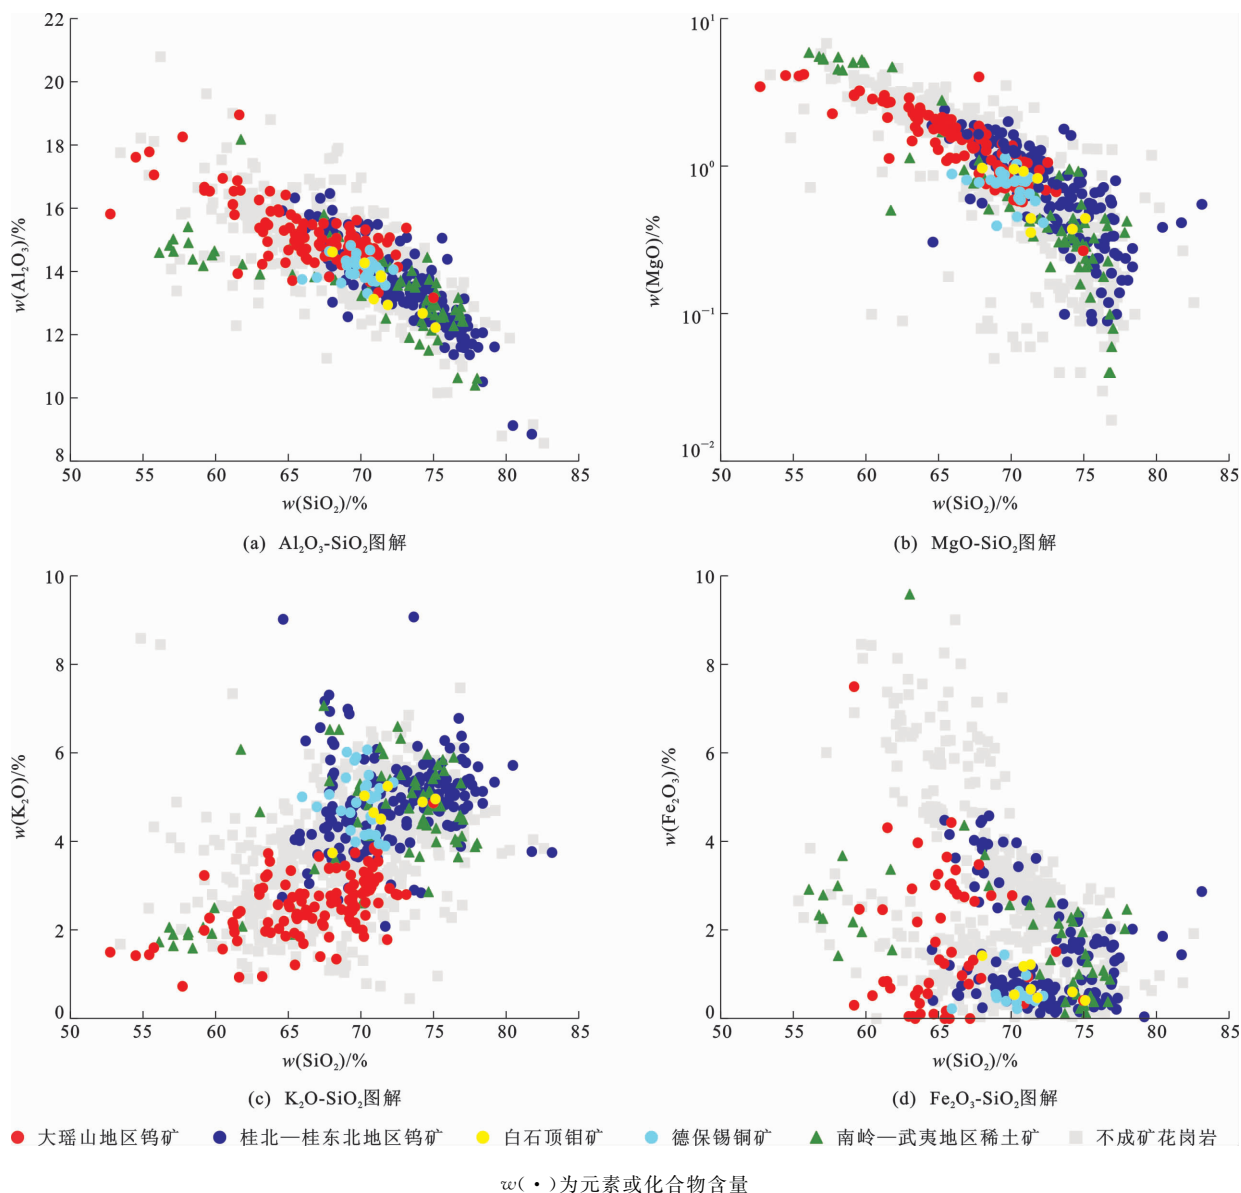 22
20
18
16
14
12
10
8
w(Al₂O₃)/%
50 55 60 65 70 75 80 85
w(SiO₂)/%
(a) Al₂O₃-SiO₂图解
10¹
10⁰
10⁻¹
10⁻²
w(MgO)/%
50 55 60 65 70 75 80 85
w(SiO₂)/%
(b) MgO-SiO₂图解
10
8
6
4
2
0
w(K₂O)/%
50 55 60 65 70 75 80 85
w(SiO₂)/%
(c) K₂O-SiO₂图解
10
8
6
4
2
0
w(Fe₂O₃)/%
50 55 60 65 70 75 80 85
w(SiO₂)/%
(d) Fe₂O₃-SiO₂图解
大瑶山地区钨矿 桂北—桂东北地区钨矿 白石顶钼矿 德保锡铜矿 南岭—武夷地区稀土矿 不成矿花岗岩
w(·)为元素或化合物含量